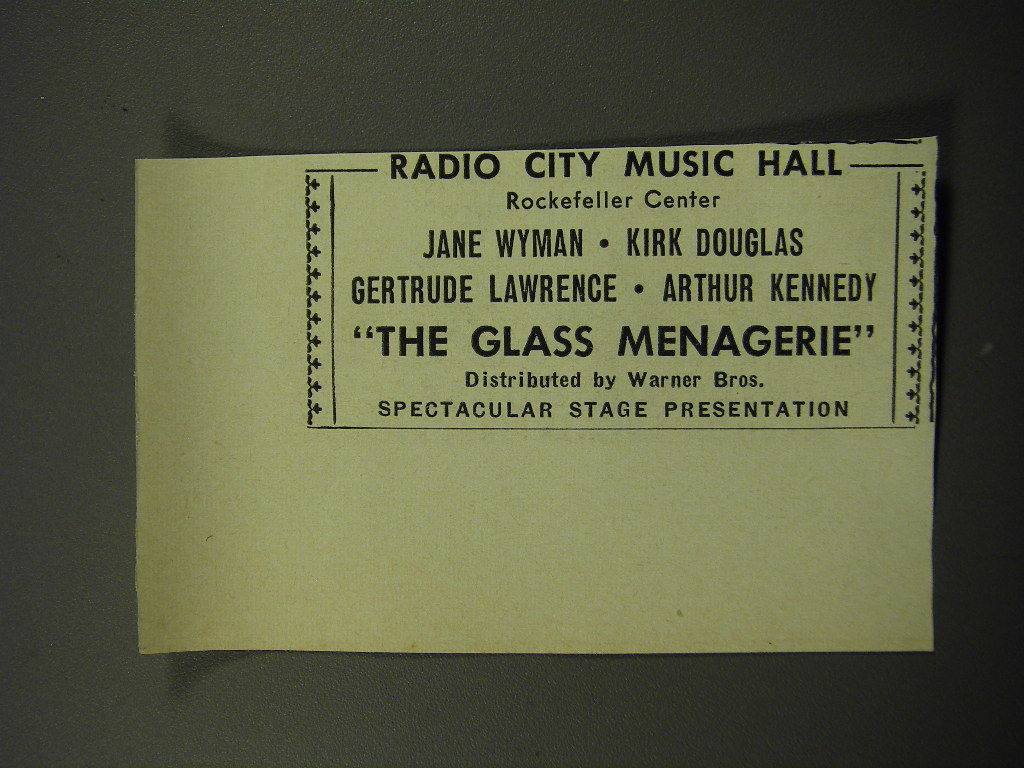 RADIO CITY MUSIC HALL
Rockefeller Center
JANE WYMAN • KIRK DOUGLAS
GERTRUDE LAWRENCE • ARTHUR KENNEDY
"THE GLASS MENAGERIE"
Distributed by Warner Bros.
SPECTACULAR STAGE PRESENTATION